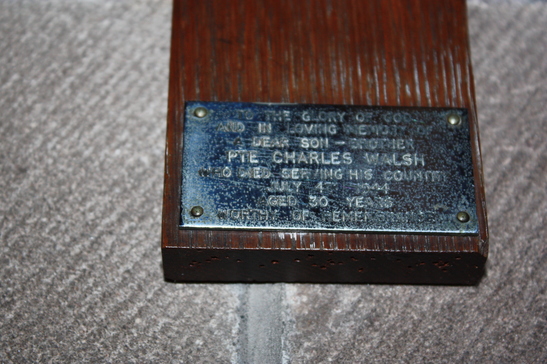 TO THE GLORY OF GOD
AND IN LOVING MEMORY OF
A DEAR SON - BROTHER
PTE CHARLES WALSH
WHO DIED SERVING HIS COUNTRY
JULY 4TH
AGED 30 YEARS
WORTHY OF REMEMBRANCE